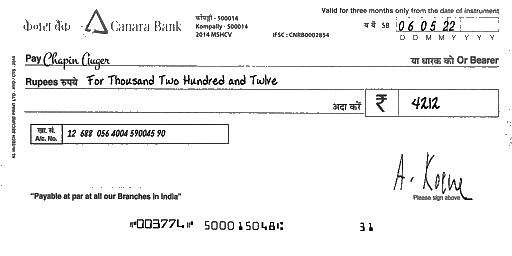 Valid for three months only from the date of instrument
केनरा बैंक Canara Bank
कोंपल्ली - 500014
Kompally - 500014
2014 MSHCV
IFSC : CNRB0002854
SB 06 05 22
D D M M Y Y Y Y
Pay Chapin Auger या धारक को Or Bearer
Rupees रुपये For Thousand Two Hundred and Twlve
अदा करें ₹ 4212
खा. सं.
A/c. No. 12 688 056 4004 590045 90
A. Koene
Please sign above
"Payable at par at all our Branches in India"
⑈003774⑈ 500015048⑆ 31